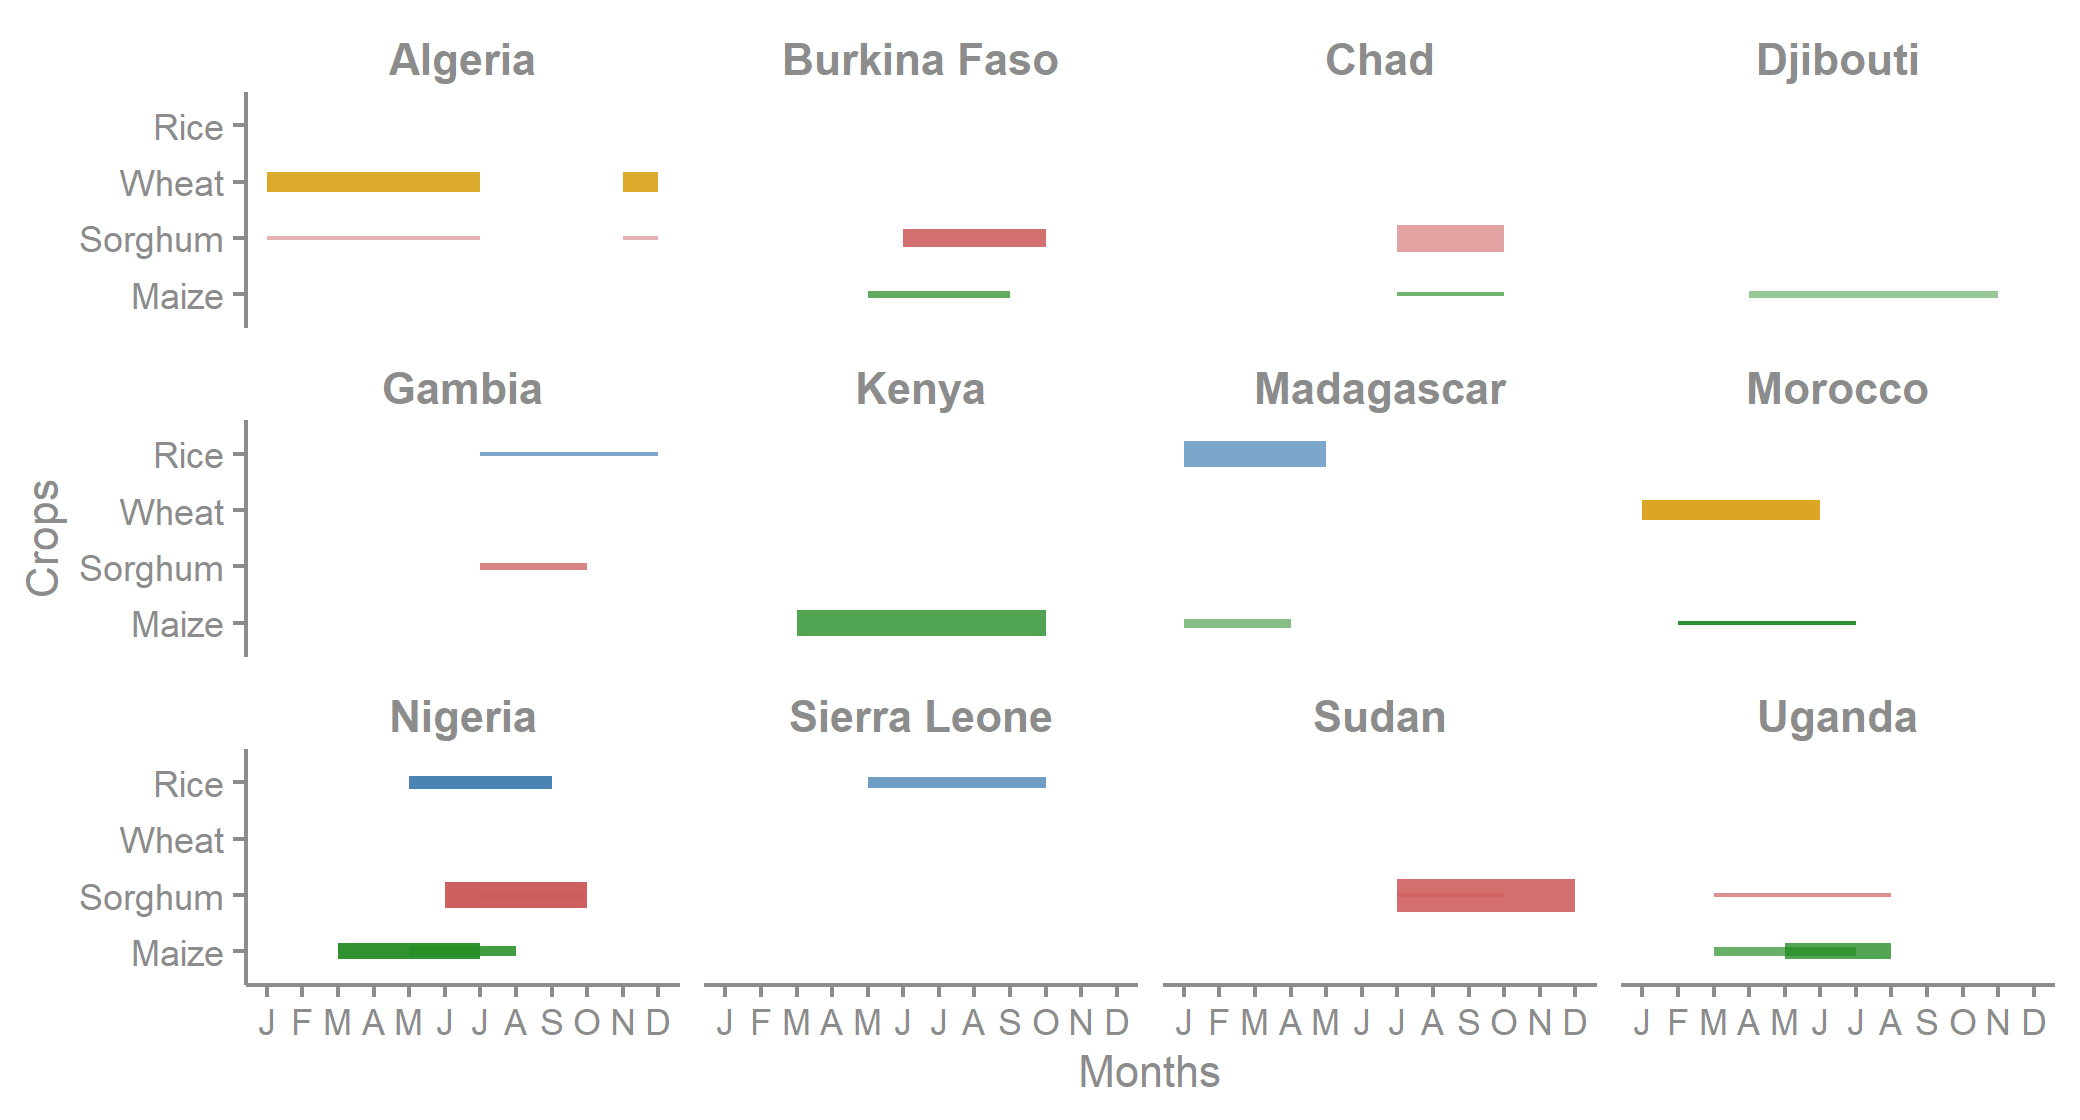 Algeria Burkina Faso Chad Djibouti
Rice
Wheat
Sorghum
Maize
Gambia Kenya Madagascar Morocco
Rice
Wheat
Sorghum
Maize
Crops
Nigeria Sierra Leone Sudan Uganda
Rice
Wheat
Sorghum
Maize
J F M A M J J A S O N D J F M A M J J A S O N D J F M A M J J A S O N D J F M A M J J A S O N D
Months